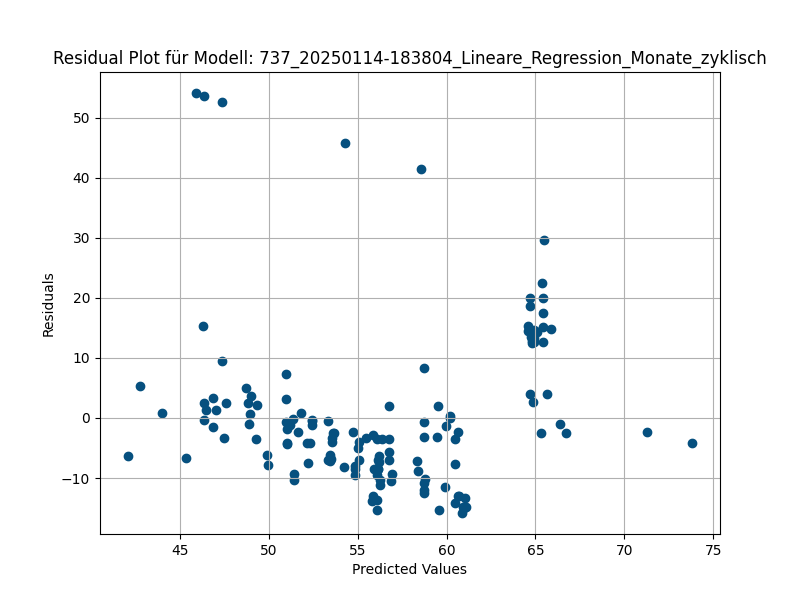 Residual Plot für Modell: 737_20250114-183804_Lineare_Regression_Monate_zyklisch
50
40
30
20
10
0
−10
Residuals
45 50 55 60 65 70 75
Predicted Values